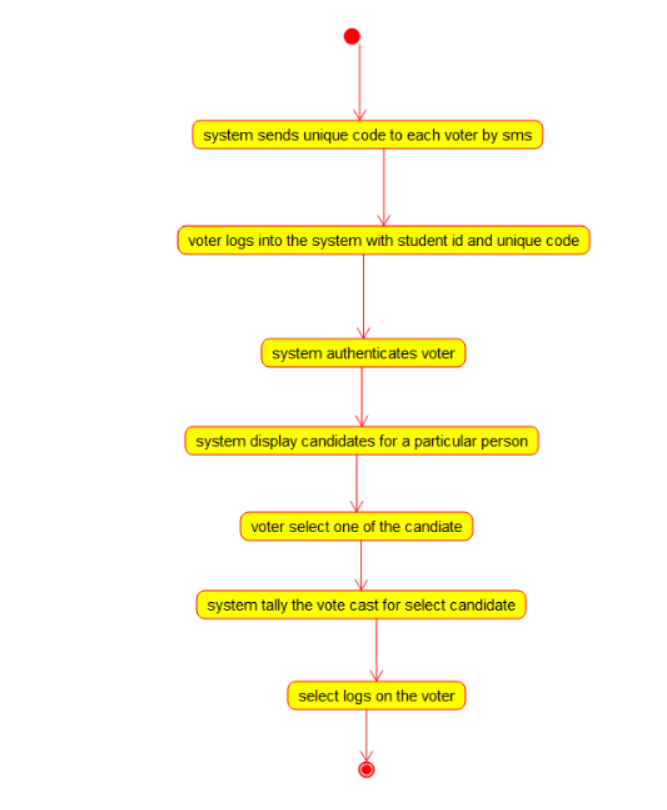 system sends unique code to each voter by sms
voter logs into the system with student id and unique code
system authenticates voter
system display candidates for a particular person
voter select one of the candiate
system tally the vote cast for select candidate
select logs on the voter